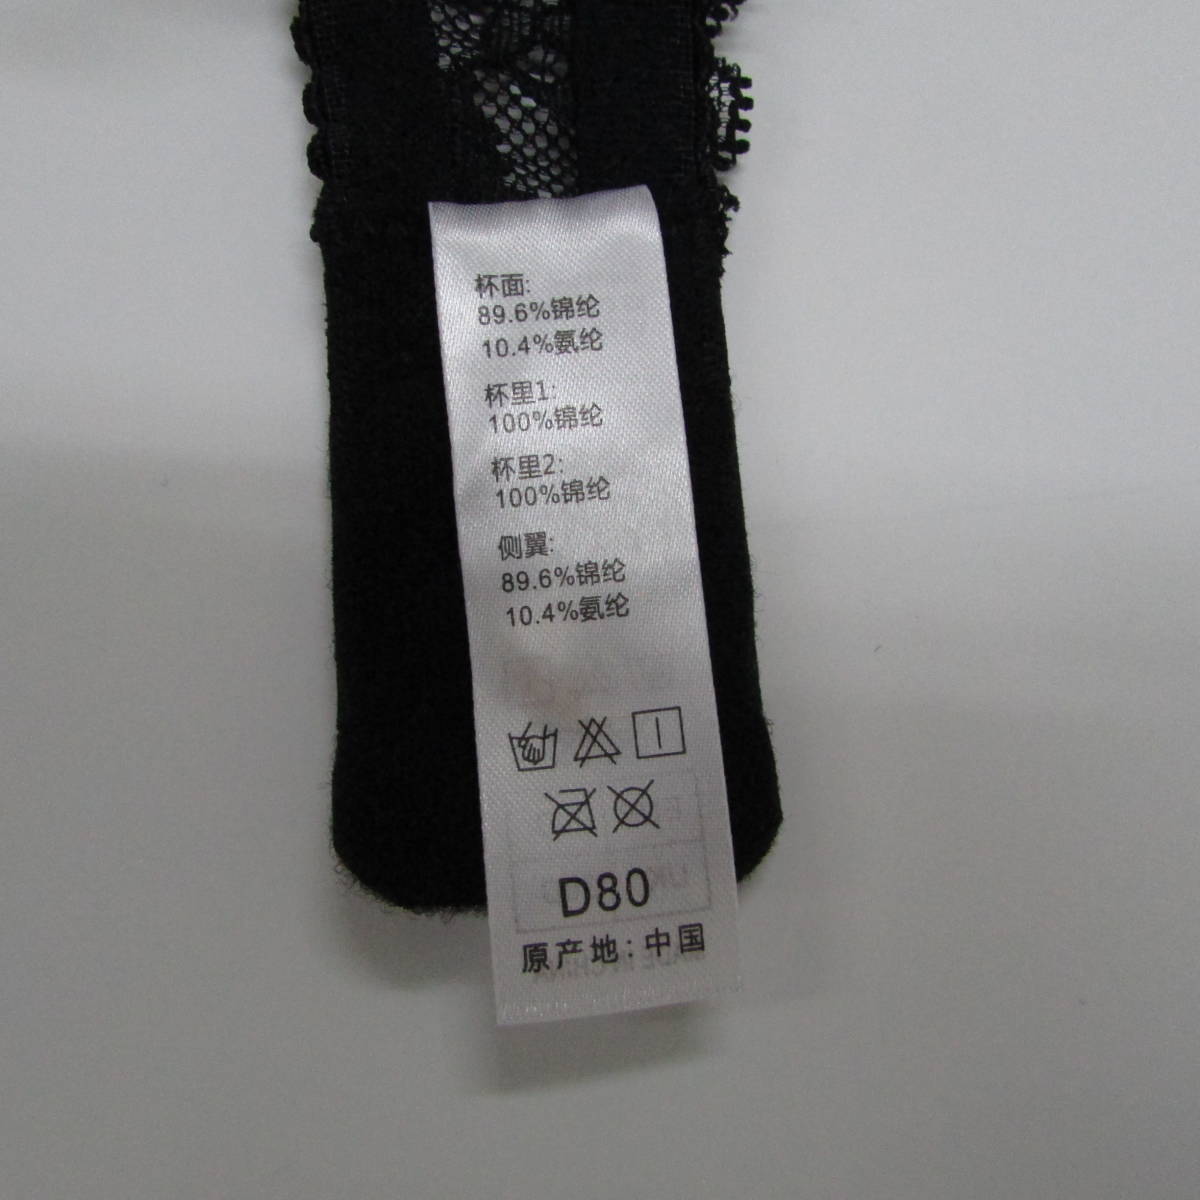 杯面:
89.6%锦纶
10.4%氨纶
杯里1:
100%锦纶
杯里2:
100%锦纶
侧翼:
89.6%锦纶
10.4%氨纶
D80
原产地: 中国